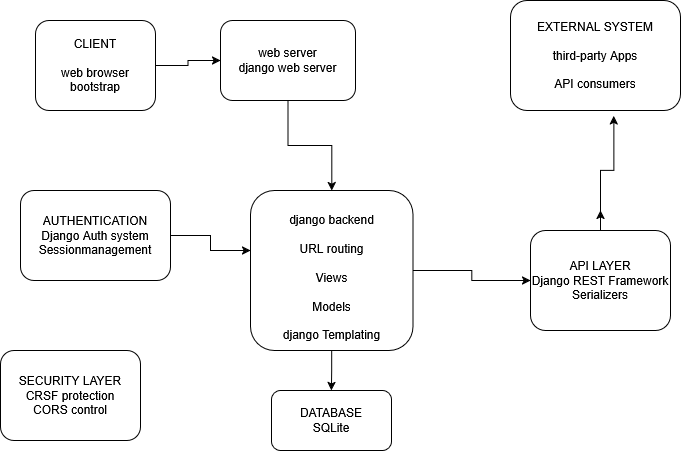 CLIENT
web browser
bootstrap
web server
django web server
EXTERNAL SYSTEM
third-party Apps
API consumers
AUTHENTICATION
Django Auth system
Sessionmanagement
django backend
URL routing
Views
Models
django Templating
API LAYER
Django REST Framework
Serializers
SECURITY LAYER
CRSF protection
CORS control
DATABASE
SQLite